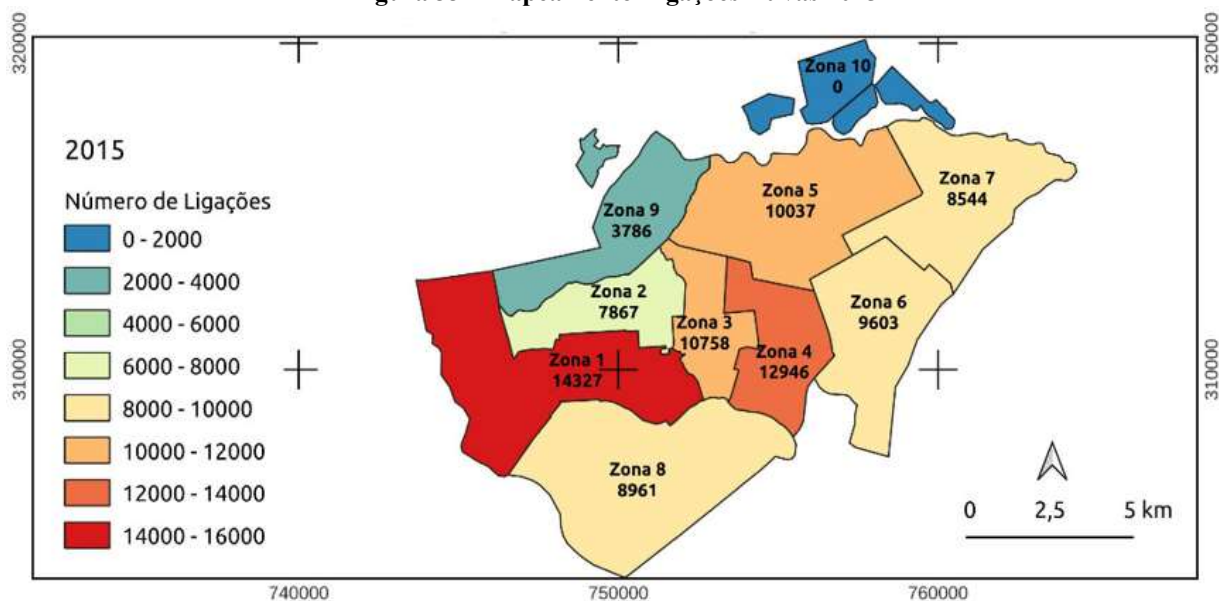 320000
320000
Zona 10
0
2015
Número de Ligações
0 - 2000
2000 - 4000
4000 - 6000
6000 - 8000
8000 - 10000
10000 - 12000
12000 - 14000
14000 - 16000
Zona 5
10037
Zona 7
8544
Zona 9
3786
Zona 2
7867
Zona 6
9603
Zona 3
10758
Zona 4
12946
Zona 1
14327
310000
310000
Zona 8
8961
0 2,5 5 km
740000 750000 760000